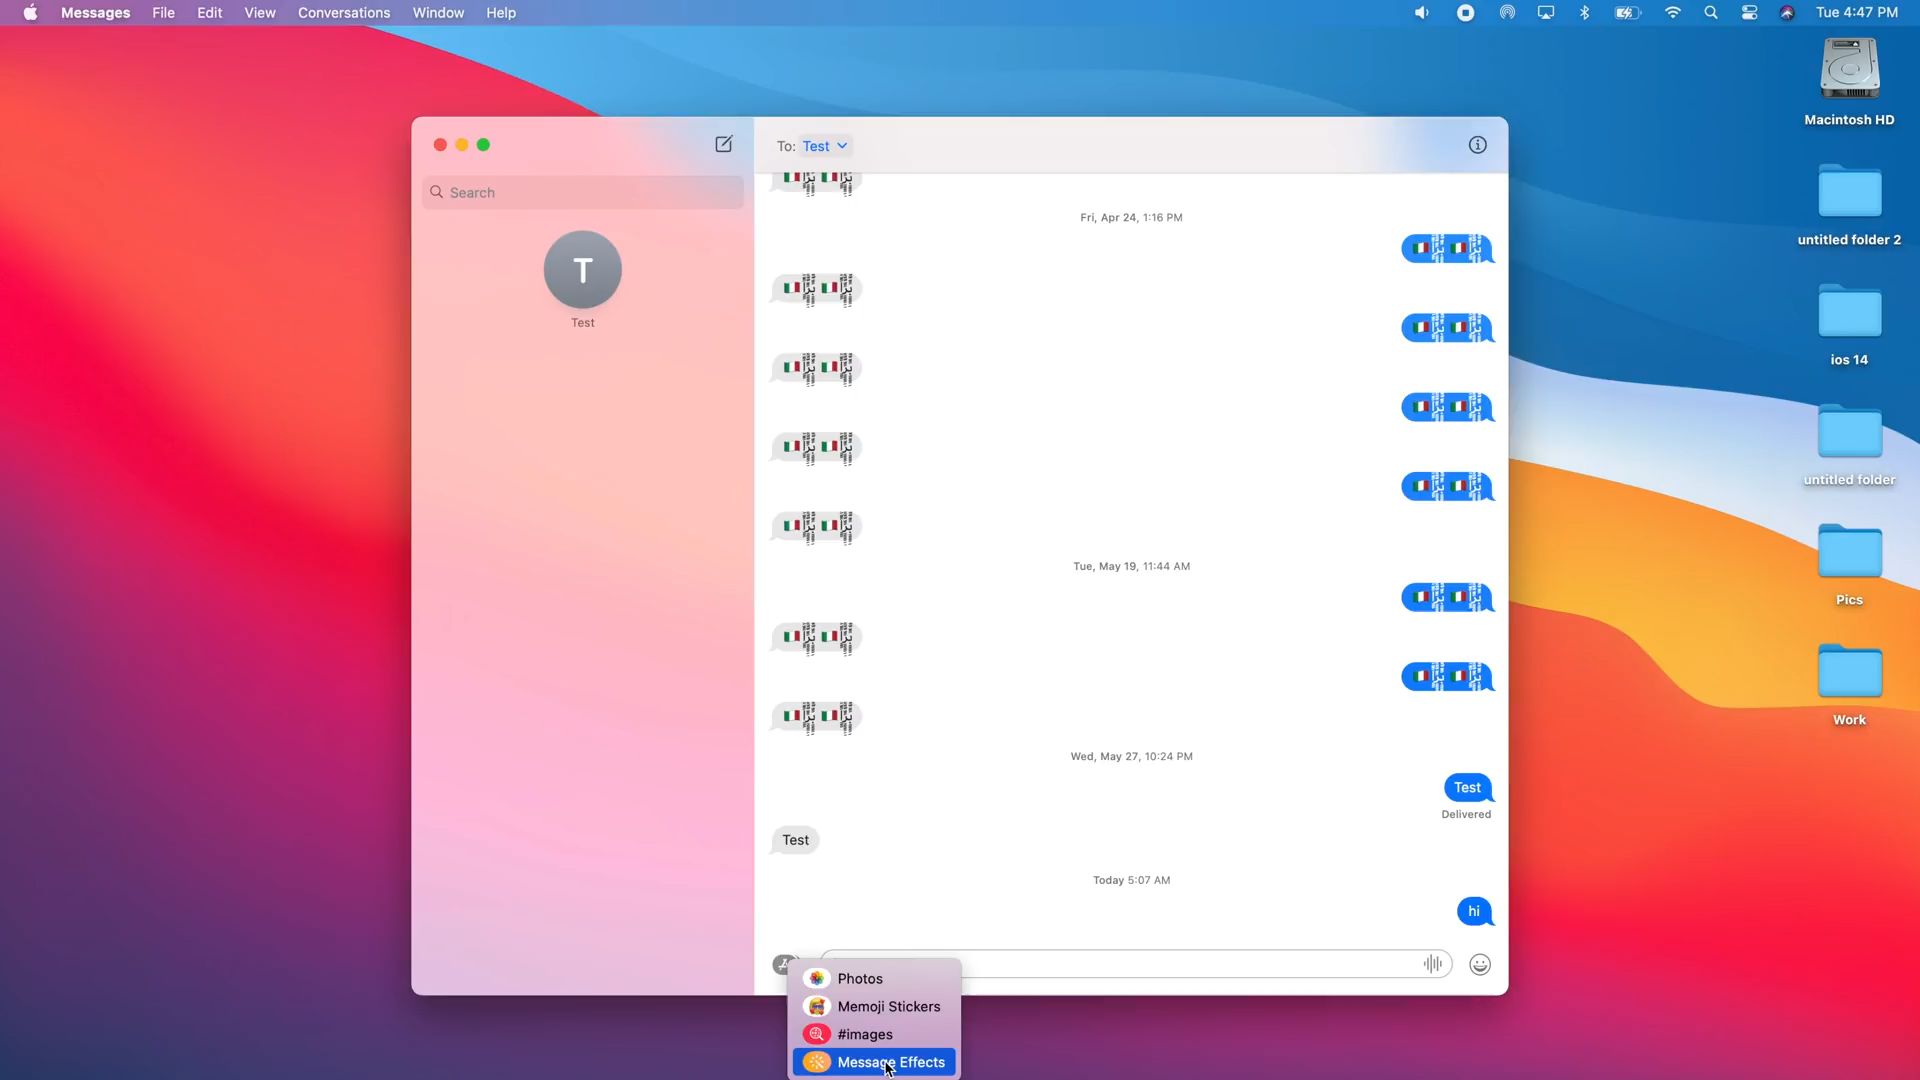 Messages File Edit View Conversations Window Help Tue 4:47 PM
Macintosh HD
untitled folder 2
ios 14
untitled folder
Pics
Work
Search
T
Test
To: Test
Fri, Apr 24, 1:16 PM
Tue, May 19, 11:44 AM
Wed, May 27, 10:24 PM
Test
Delivered
Test
Today 5:07 AM
hi
Photos
Memoji Stickers
#images
Message Effects